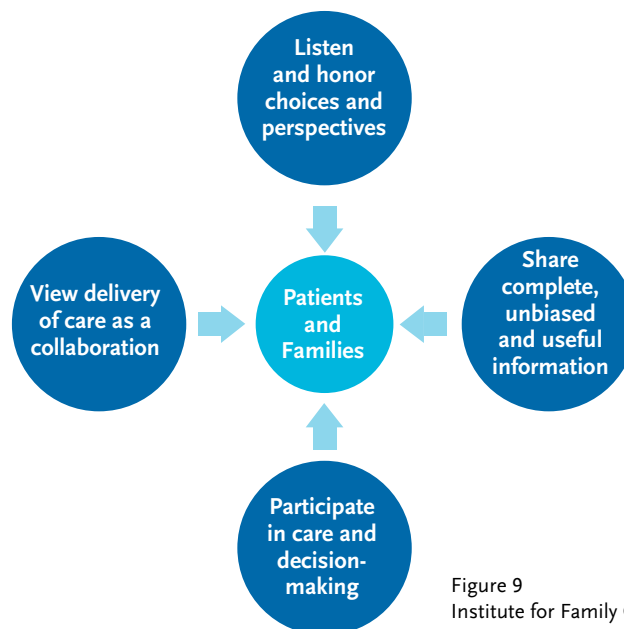 Listen
and honor
choices and
perspectives
View delivery
of care as a
collaboration
Patients
and
Families
Share
complete,
unbiased
and useful
information
Participate
in care and
decision-
making
Figure 9
Institute for Family